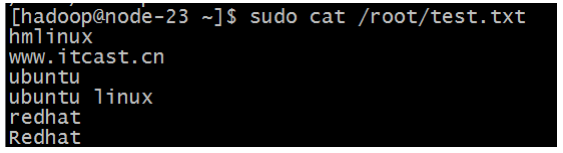 [hadoop@node-23 ~]$ sudo cat /root/test.txt
hmlinux
www.itcast.cn
ubuntu
ubuntu linux
redhat
Redhat